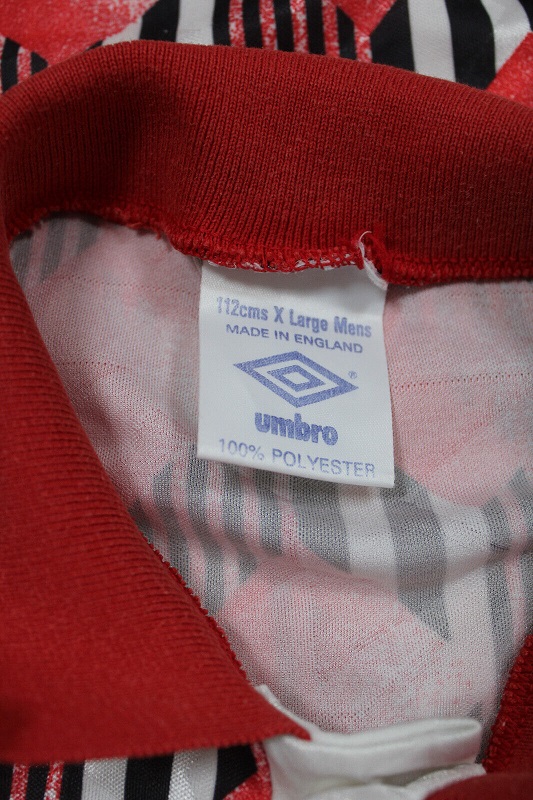 112cms X Large Mens
MADE IN ENGLAND
®
umbro
100% POLYESTER